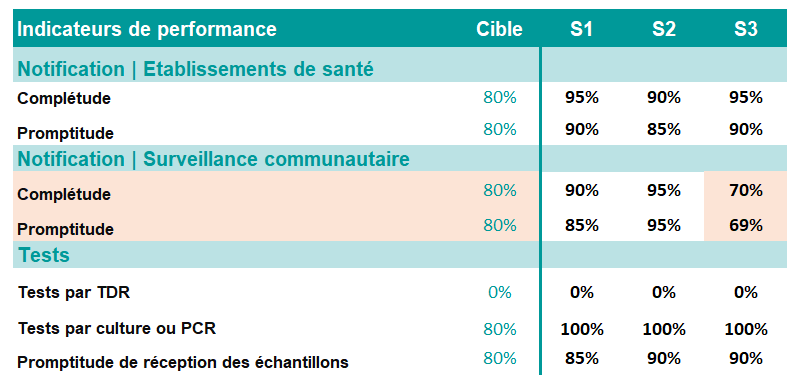 Indicateurs de performance Cible S1 S2 S3
Notification | Etablissements de santé
Complétude 80% 95% 90% 95%
Promptitude 80% 90% 85% 90%
Notification | Surveillance communautaire
Complétude 80% 90% 95% 70%
Promptitude 80% 85% 95% 69%
Tests
Tests par TDR 0% 0% 0% 0%
Tests par culture ou PCR 80% 100% 100% 100%
Promptitude de réception des échantillons 80% 85% 90% 90%